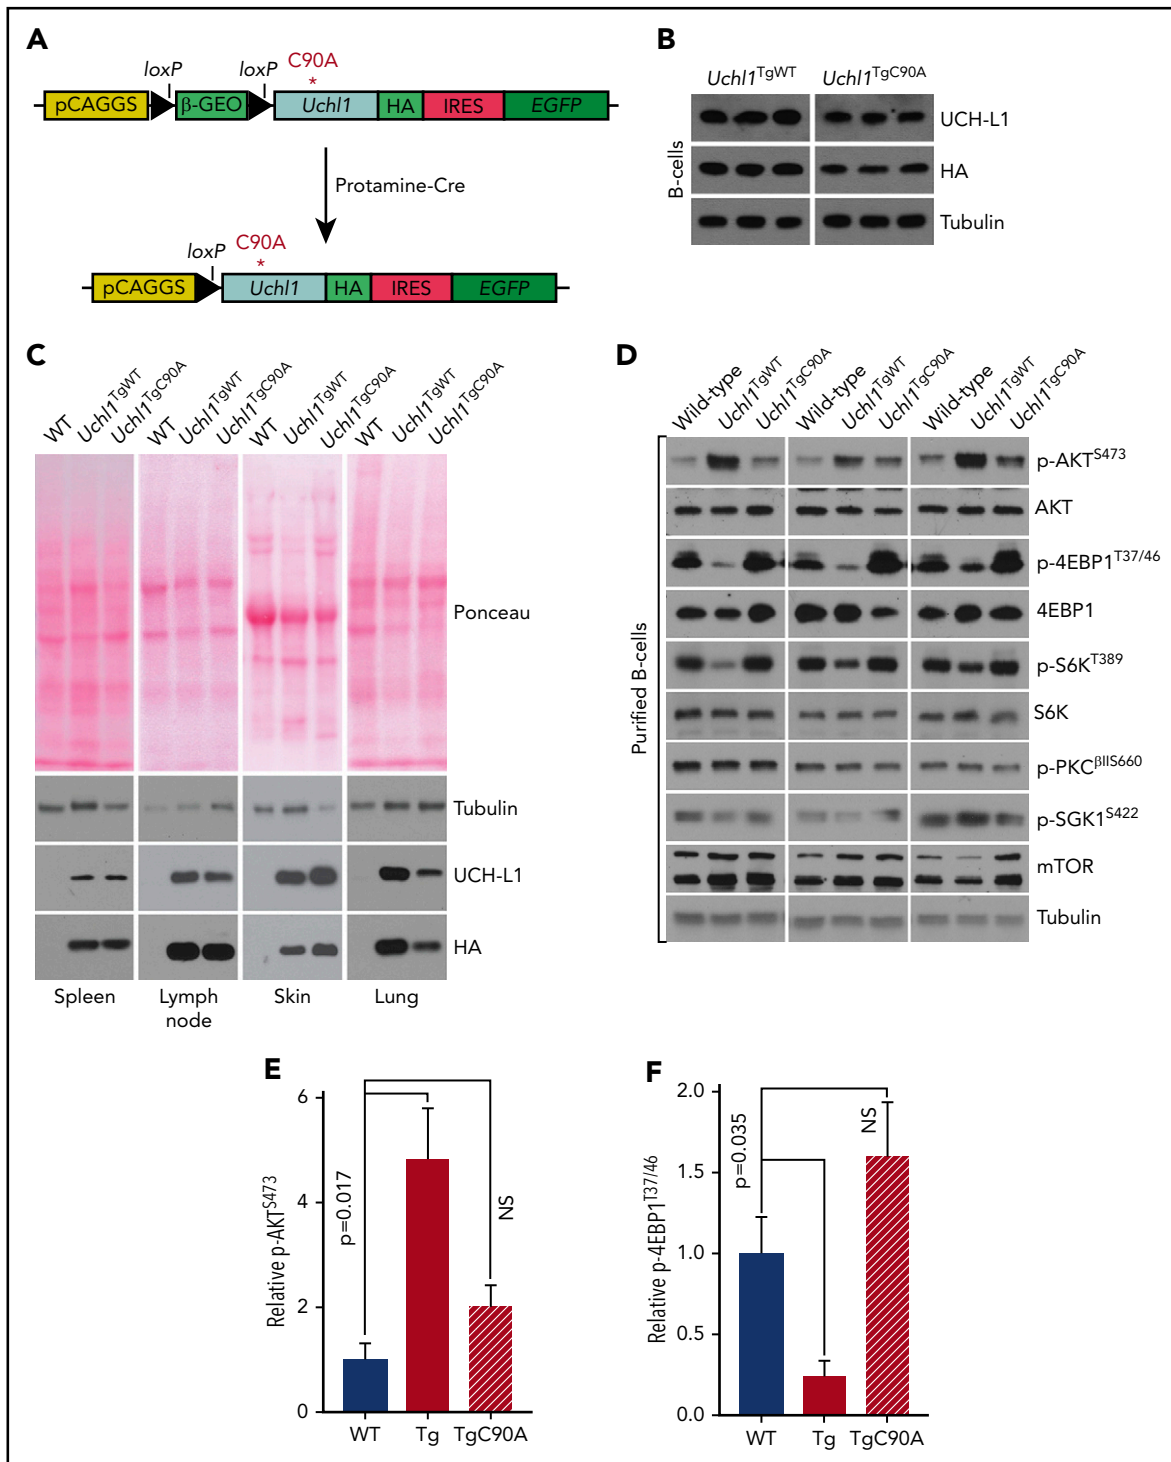 A
loxP
loxP
C90A
*
pCAGGS
β-GEO
Uchl1
HA
IRES
EGFP
Protamine-Cre
loxP
C90A
*
pCAGGS
Uchl1
HA
IRES
EGFP
B
Uchl1TgWT
Uchl1TgC90A
B-cells
UCH-L1
HA
Tubulin
C
WT
Uchl1TgWT
Uchl1TgC90A
WT
Uchl1TgWT
Uchl1TgC90A
WT
Uchl1TgWT
Uchl1TgC90A
WT
Uchl1TgWT
Uchl1TgC90A
Ponceau
Tubulin
UCH-L1
HA
Spleen
Lymph
node
Skin
Lung
D
Wild-type
Uchl1TgWT
Uchl1TgC90A
Wild-type
Uchl1TgWT
Uchl1TgC90A
Wild-type
Uchl1TgWT
Uchl1TgC90A
Purified B-cells
p-AKTS473
AKT
p-4EBP1T37/46
4EBP1
p-S6KT389
S6K
p-PKCβIIS660
p-SGK1S422
mTOR
Tubulin
E
Relative p-AKTS473
6
4
2
0
p=0.017
NS
WT
Tg
TgC90A
F
Relative p-4EBP1T37/46
2.0
1.5
1.0
0.5
0.0
p=0.035
NS
WT
Tg
TgC90A